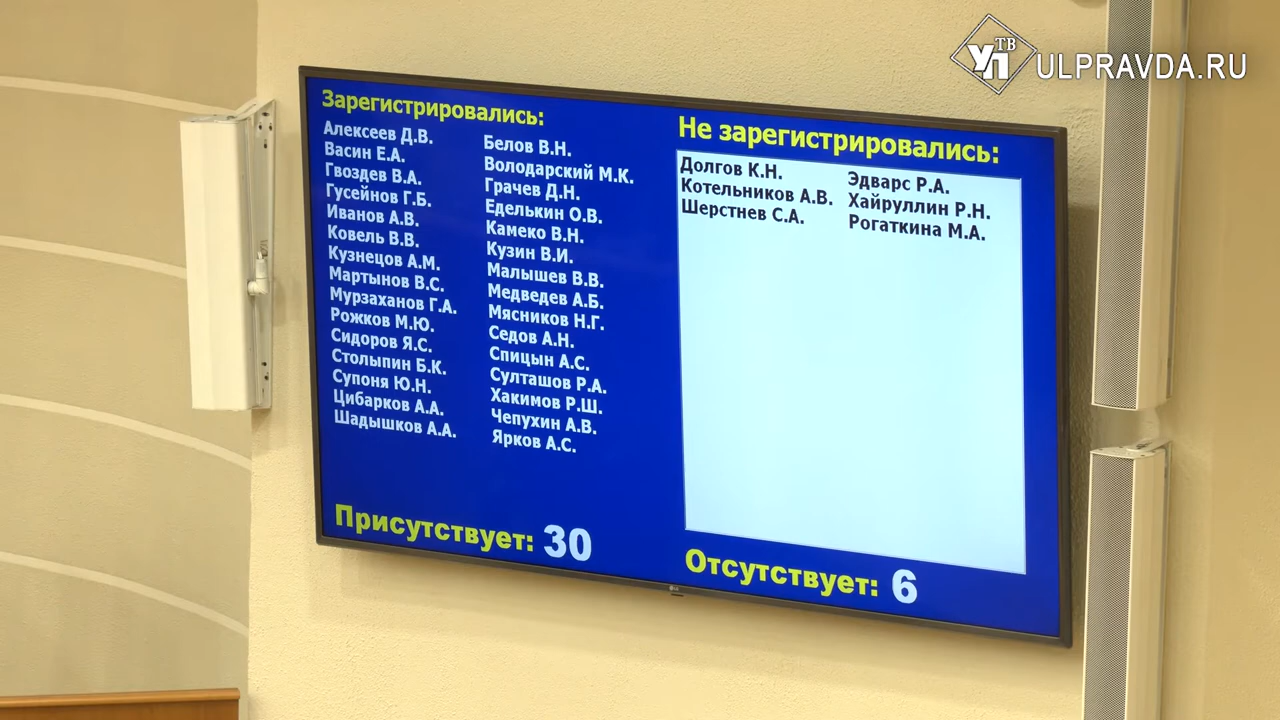 УП ТВ
ULPRAVDA.RU
Зарегистрировались:
Алексеев Д.В.
Васин Е.А.
Гвоздев В.А.
Гусейнов Г.Б.
Иванов А.В.
Ковель В.В.
Кузнецов А.М.
Мартынов В.С.
Мурзаханов Г.А.
Рожков М.Ю.
Сидоров Я.С.
Столыпин Б.К.
Супоня Ю.Н.
Цибарков А.А.
Шадышков А.А.
Белов В.Н.
Володарский М.К.
Грачев Д.Н.
Еделькин О.В.
Камеко В.Н.
Кузин В.И.
Малышев В.В.
Медведев А.Б.
Мясников Н.Г.
Седов А.Н.
Спицын А.С.
Султашов Р.А.
Хакимов Р.Ш.
Чепухин А.В.
Ярков А.С.
Присутствует: 30
Не зарегистрировались:
Долгов К.Н.
Котельников А.В.
Шерстнев С.А.
Эдварс Р.А.
Хайруллин Р.Н.
Рогаткина М.А.
Отсутствует: 6
LG